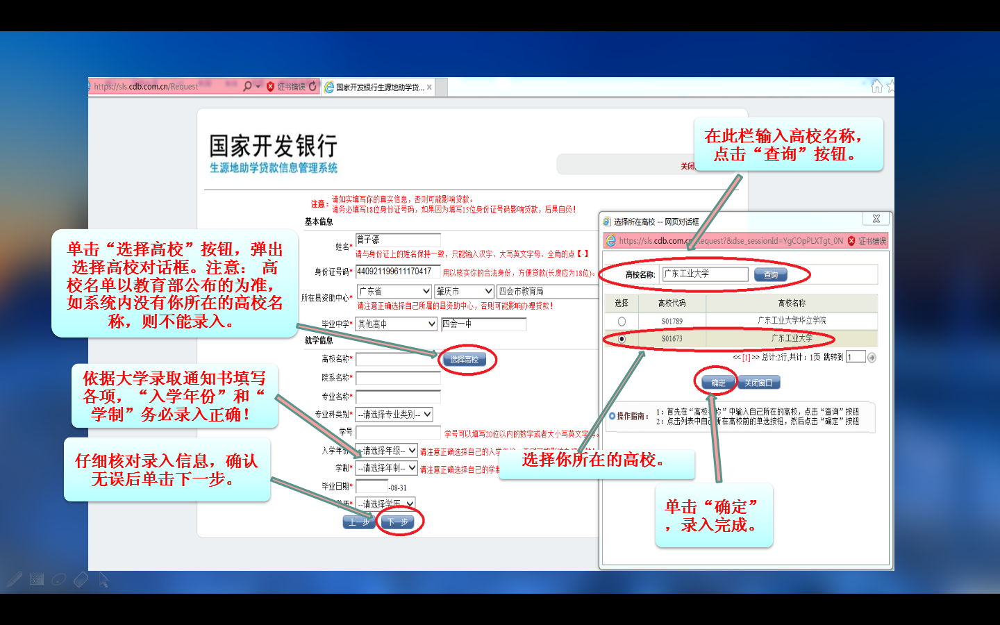 https://sls.cdb.com.cn/Request
证书错误
国家开发银行生源地助学贷...
国家开发银行
生源地助学贷款信息管理系统
关闭
在此栏输入高校名称，
点击“查询”按钮。
注意：
请如实填写你的真实信息，否则可能影响贷款。
请务必填写18位身份证号码，如果因为填写15位身份证号码影响贷款，后果自负！
基本信息
姓名*
曾子濠
请与身份证上的姓名保持一致，只能输入汉字、大写英文字母、全角的点【·】
身份证号码*
440921199611170417
用以核实你的合法身份，方便贷款(长度应为18位)。
所在县资助中心*
广东省
肇庆市
四会市教育局
请注意正确选择自己所属的县资助中心，否则可能影响办理贷款！
毕业中学*
其他高中
四会一中
就学信息
高校名称*
选择高校
院系名称*
专业名称*
专业科类别*
--请选择专业类别--
学号
学号可以填写20位以内的数字或者大小写英文字母。
入学年份
--请选择年级--
请注意正确选择自己的入学年份，否则可能影响办理贷款！
学制*
--请选择年制--
请注意正确选择自己的学制
毕业日期*
-08-31
学历*
--请选择学历--
上一步
下一步
单击“选择高校”按钮，弹出
选择高校对话框。注意： 高
校名单以教育部公布的为准，
如系统内没有你所在的高校名
称，则不能录入。
依据大学录取通知书填写
各项，“入学年份”和“
学制”务必录入正确！
仔细核对录入信息，确认
无误后单击下一步。
选择所在高校 -- 网页对话框
https://sls.cdb.com.cn/Request?&dse_sessionId=YgCOpPLXTgt_0N
证书错误
高校名称:
广东工业大学
查询
选择
高校代码
高校名称
S01789
广东工业大学华立学院
S01673
广东工业大学
<< [1] >> 总计:2行,共计：1页 跳转到 1
确定
关闭窗口
操作指南：
1：首先在“高校名称”中输入自己所在的高校，点击“查询”按钮
2：点击列表中自己所在高校前的单选按钮，然后点击“确定”按钮
选择你所在的高校。
单击“确定”
，录入完成。